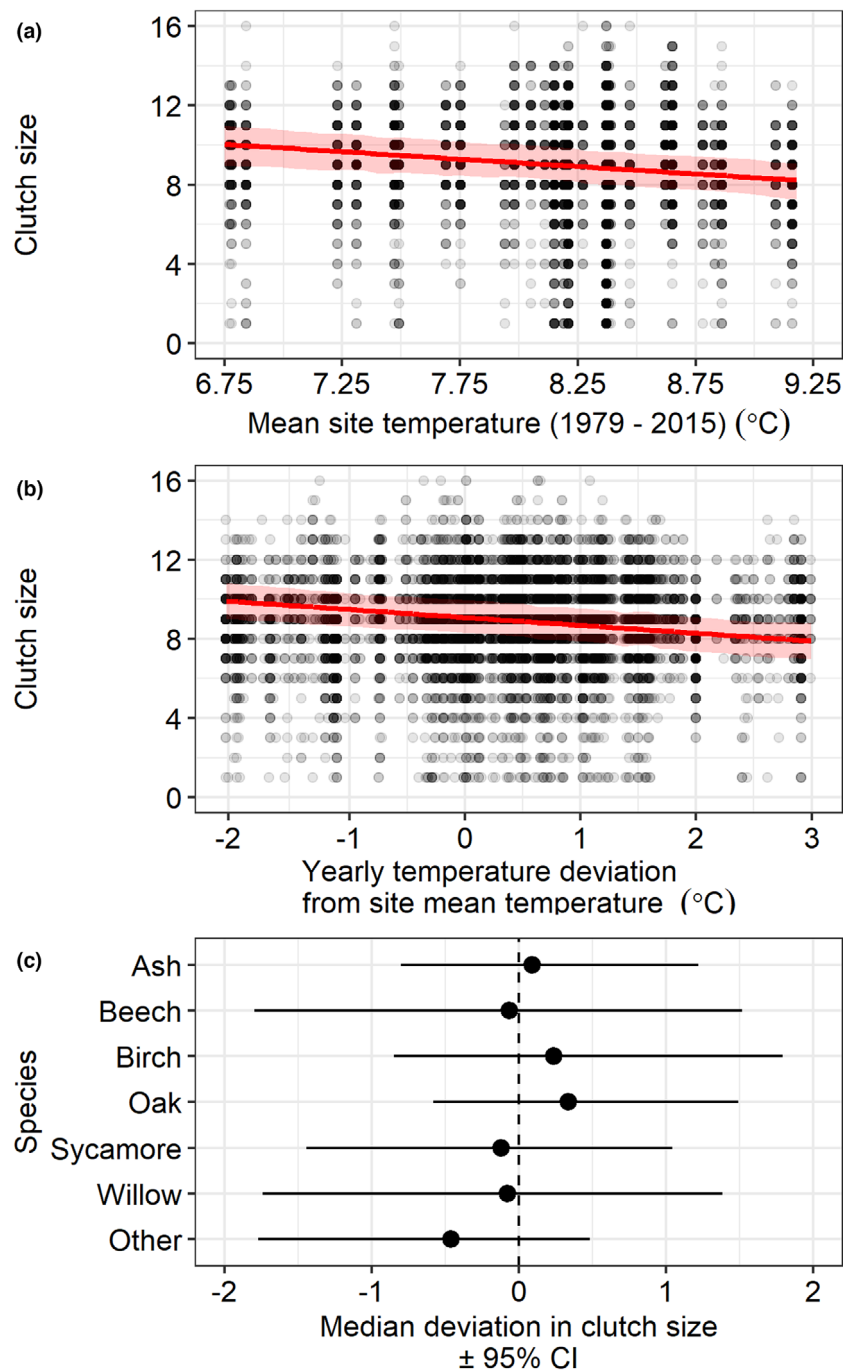 (a)
Clutch size
16
12
8
4
0
6.75 7.25 7.75 8.25 8.75 9.25
Mean site temperature (1979 - 2015) (°C)
(b)
Clutch size
16
12
8
4
0
-2 -1 0 1 2 3
Yearly temperature deviation
from site mean temperature (°C)
(c)
Species
Ash
Beech
Birch
Oak
Sycamore
Willow
Other
-2 -1 0 1 2
Median deviation in clutch size
± 95% CI